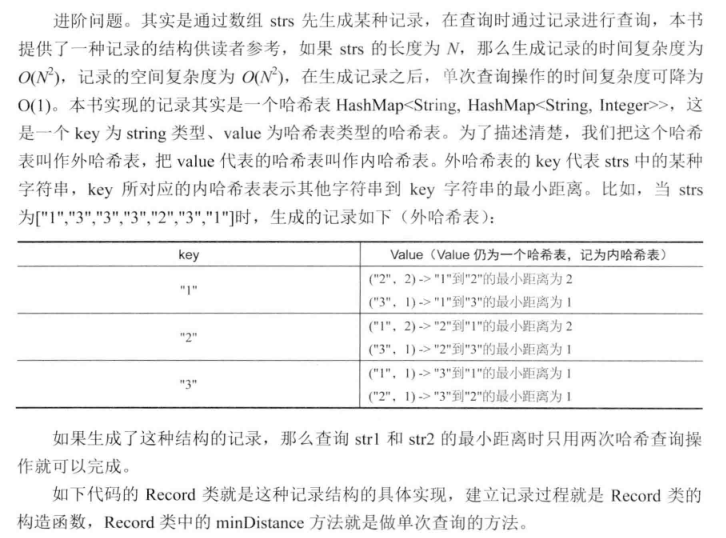 进阶问题。其实是通过数组 strs 先生成某种记录，在查询时通过记录进行查询，本书
提供了一种记录的结构供读者参考，如果 strs 的长度为 N，那么生成记录的时间复杂度为
O(N²)，记录的空间复杂度为 O(N²)，在生成记录之后，单次查询操作的时间复杂度可降为
O(1)。本书实现的记录其实是一个哈希表 HashMap<String, HashMap<String, Integer>>，这
是一个 key 为 string 类型、value 为哈希表类型的哈希表。为了描述清楚，我们把这个哈希
表叫作外哈希表，把 value 代表的哈希表叫作内哈希表。外哈希表的 key 代表 strs 中的某种
字符串，key 所对应的内哈希表表示其他字符串到 key 字符串的最小距离。比如，当 strs
为["1","3","3","3","2","3","1"]时，生成的记录如下（外哈希表）：
key	Value（Value 仍为一个哈希表，记为内哈希表）
"1"
("2"，2) -> "1"到"2"的最小距离为 2
("3"，1) -> "1"到"3"的最小距离为 1
"2"
("1"，2) -> "2"到"1"的最小距离为 2
("3"，1) -> "2"到"3"的最小距离为 1
"3"
("1"，1) -> "3"到"1"的最小距离为 1
("2"，1) -> "3"到"2"的最小距离为 1
如果生成了这种结构的记录，那么查询 str1 和 str2 的最小距离时只用两次哈希查询操
作就可以完成。
如下代码的 Record 类就是这种记录结构的具体实现，建立记录过程就是 Record 类的
构造函数，Record 类中的 minDistance 方法就是做单次查询的方法。